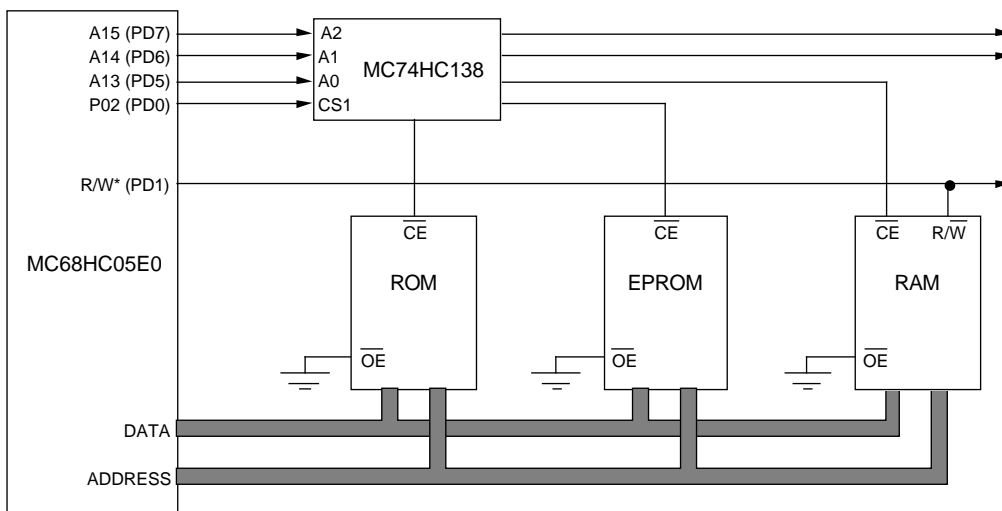 A15 (PD7)
A14 (PD6)
A13 (PD5)
P02 (PD0)
A2
A1
A0
CS1
MC74HC138
R/W* (PD1)
MC68HC05E0
CE
ROM
OE
CE
EPROM
OE
CE
R/W
RAM
OE
DATA
ADDRESS